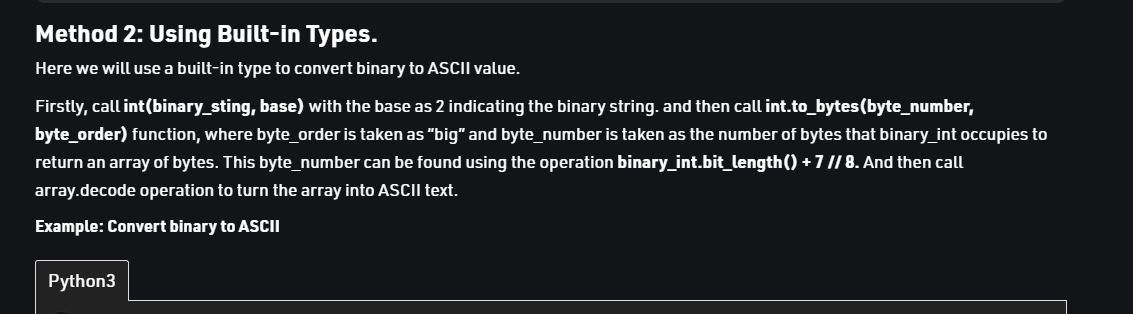 Method 2: Using Built-in Types.
Here we will use a built-in type to convert binary to ASCII value.
Firstly, call int(binary_sting, base) with the base as 2 indicating the binary string. and then call int.to_bytes(byte_number,
byte_order) function, where byte_order is taken as “big” and byte_number is taken as the number of bytes that binary_int occupies to
return an array of bytes. This byte_number can be found using the operation binary_int.bit_length() + 7 // 8. And then call
array.decode operation to turn the array into ASCII text.
Example: Convert binary to ASCII
Python3